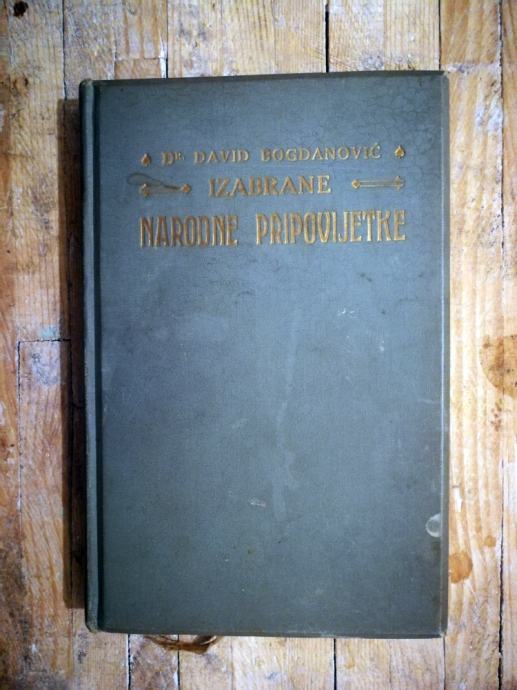 Dr DAVID BOGDANOVIĆ
IZABRANE
NARODNE PRIPOVIJETKE